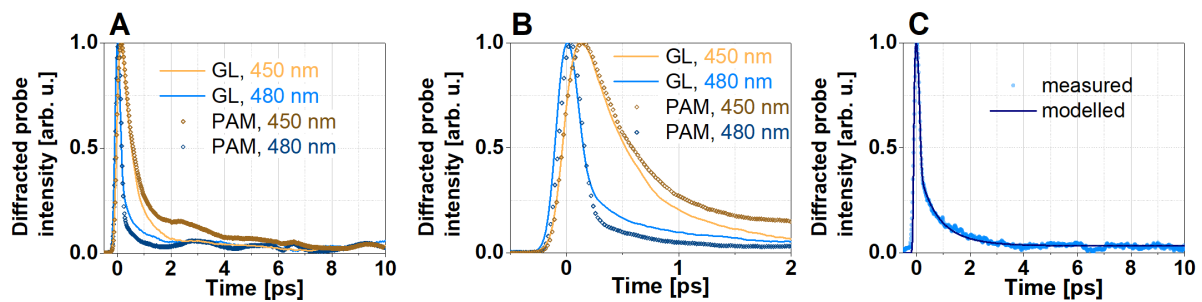 A
Diffracted probe
intensity [arb. u.]
1.0
0.5
0.0
GL, 450 nm
GL, 480 nm
PAM, 450 nm
PAM, 480 nm
0 2 4 6 8 10
Time [ps]
B
Diffracted probe
intensity [arb. u.]
1.0
0.5
0.0
GL, 450 nm
GL, 480 nm
PAM, 450 nm
PAM, 480 nm
0 1 2
Time [ps]
C
Diffracted probe
intensity [arb. u.]
1.0
0.5
0.0
measured
modelled
0 2 4 6 8 10
Time [ps]